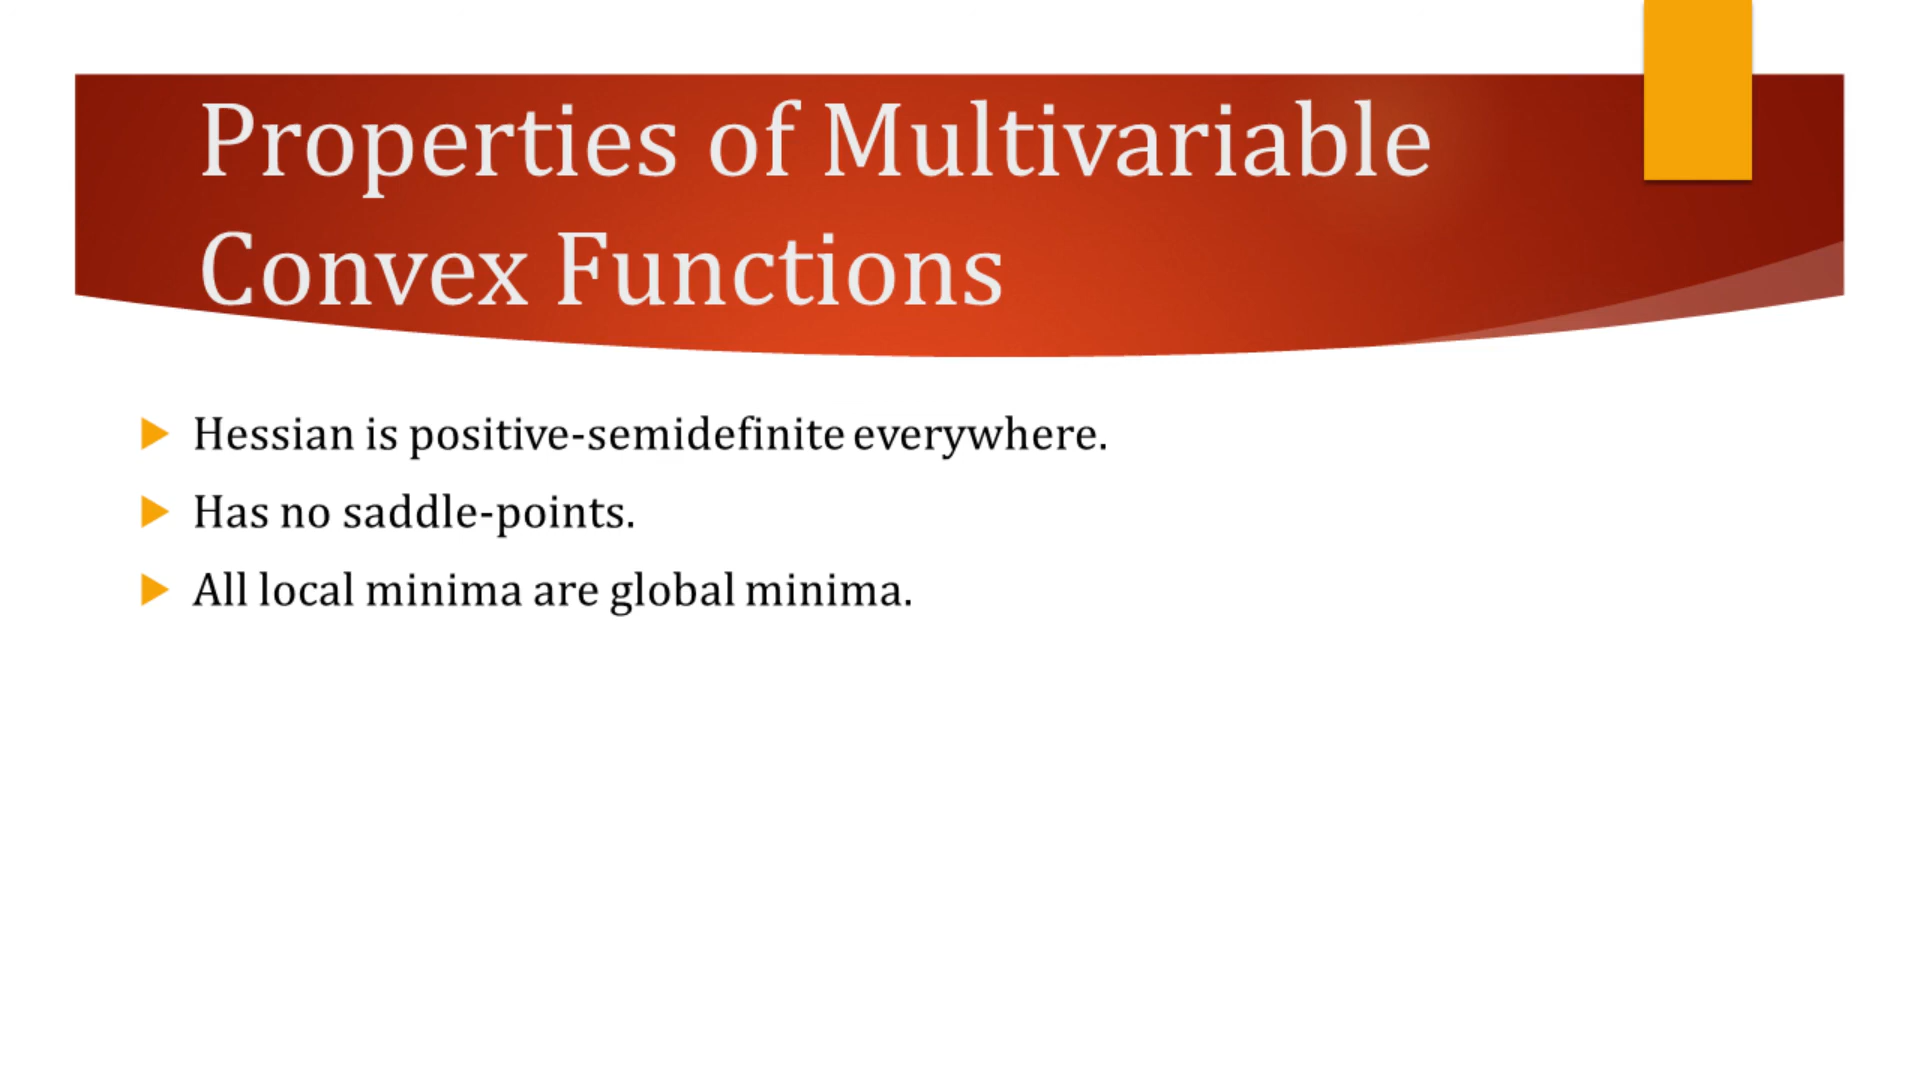 Properties of Multivariable
Convex Functions
Hessian is positive-semidefinite everywhere.
Has no saddle-points.
All local minima are global minima.